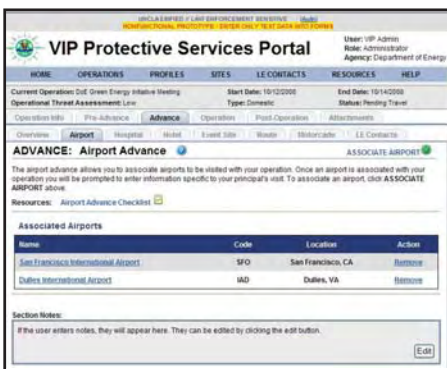 UNCLASSIFIED // LAW ENFORCEMENT SENSITIVE (Audit)
NONFUNCTIONAL PROTOTYPE - ENTER ONLY TEST DATA INTO FORMS
VIP Protective Services Portal
User: VIP Admin
Role: Administrator
Agency: Department of Energy
HOME OPERATIONS PROFILES SITES LE CONTACTS RESOURCES HELP
Current Operation: DoE Green Energy Initiative Meeting Start Date: 10/12/2008 End Date: 10/14/2008
Operational Threat Assessment: Low Type: Domestic Status: Pending Travel
Operation Info Pre-Advance Advance Operation Post-Operation Attachments
Overview Airport Hospital Hotel Event Site Route Motorcade LE Contacts
ADVANCE: Airport Advance ASSOCIATE AIRPORT
The airport advance allows you to associate airports to be visited with your operation. Once an airport is associated with your
operation you will be prompted to enter information specific to your principal's visit. To associate an airport, click ASSOCIATE
AIRPORT above.
Resources: Airport Advance Checklist
Associated Airports
Name Code Location Action
San Francisco International Airport SFO San Francisco, CA Remove
Dulles International Airport IAD Dulles, VA Remove
Section Notes:
If the user enters notes, they will appear here. They can be edited by clicking the edit button.
Edit